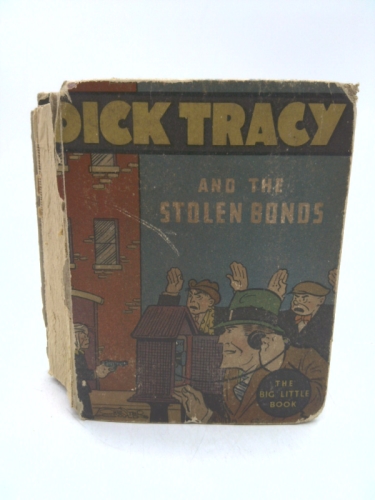 DICK TRACY
AND THE
STOLEN BONDS
THE
BIG LITTLE
BOOK